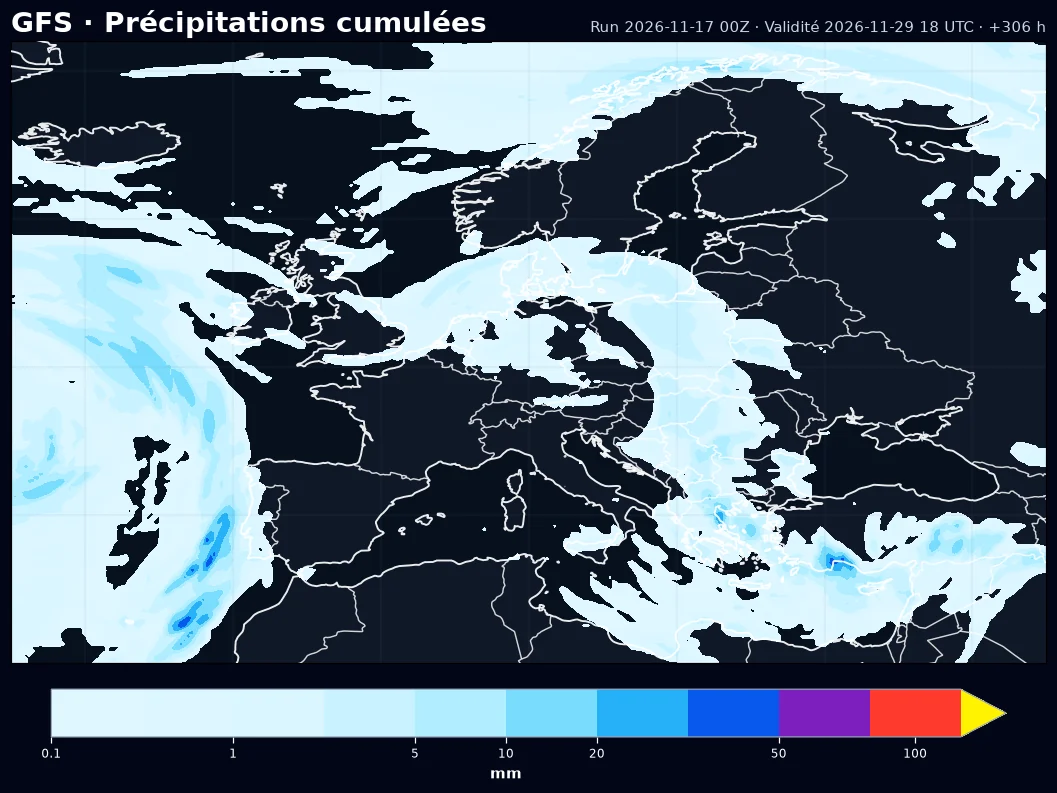 GFS · Précipitations cumulées
Run 2026-11-17 00Z · Validité 2026-11-29 18 UTC · +306 h
0.1 1 5 10 20 50 100
mm